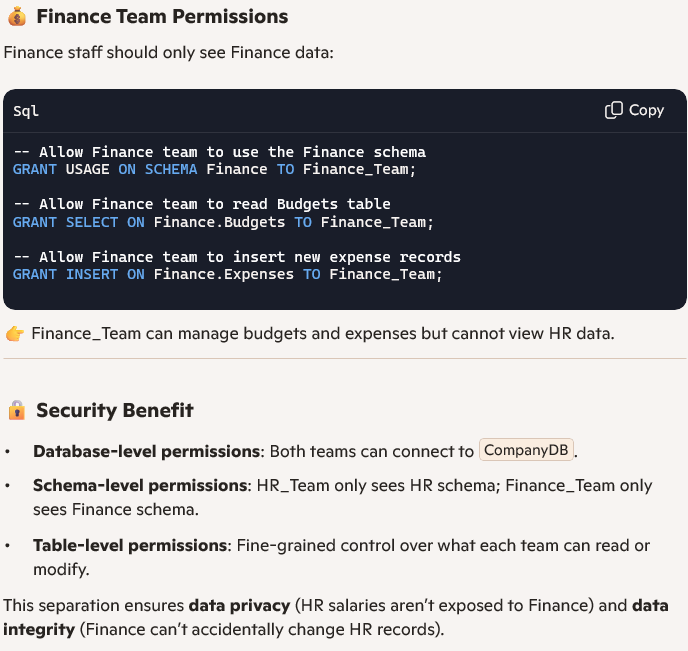 💰 Finance Team Permissions
Finance staff should only see Finance data:
Sql
Copy
-- Allow Finance team to use the Finance schema
GRANT USAGE ON SCHEMA Finance TO Finance_Team;
-- Allow Finance team to read Budgets table
GRANT SELECT ON Finance.Budgets TO Finance_Team;
-- Allow Finance team to insert new expense records
GRANT INSERT ON Finance.Expenses TO Finance_Team;
👉 Finance_Team can manage budgets and expenses but cannot view HR data.
🔒 Security Benefit
• Database-level permissions: Both teams can connect to CompanyDB.
• Schema-level permissions: HR_Team only sees HR schema; Finance_Team only
sees Finance schema.
• Table-level permissions: Fine-grained control over what each team can read or
modify.
This separation ensures data privacy (HR salaries aren’t exposed to Finance) and data
integrity (Finance can’t accidentally change HR records).